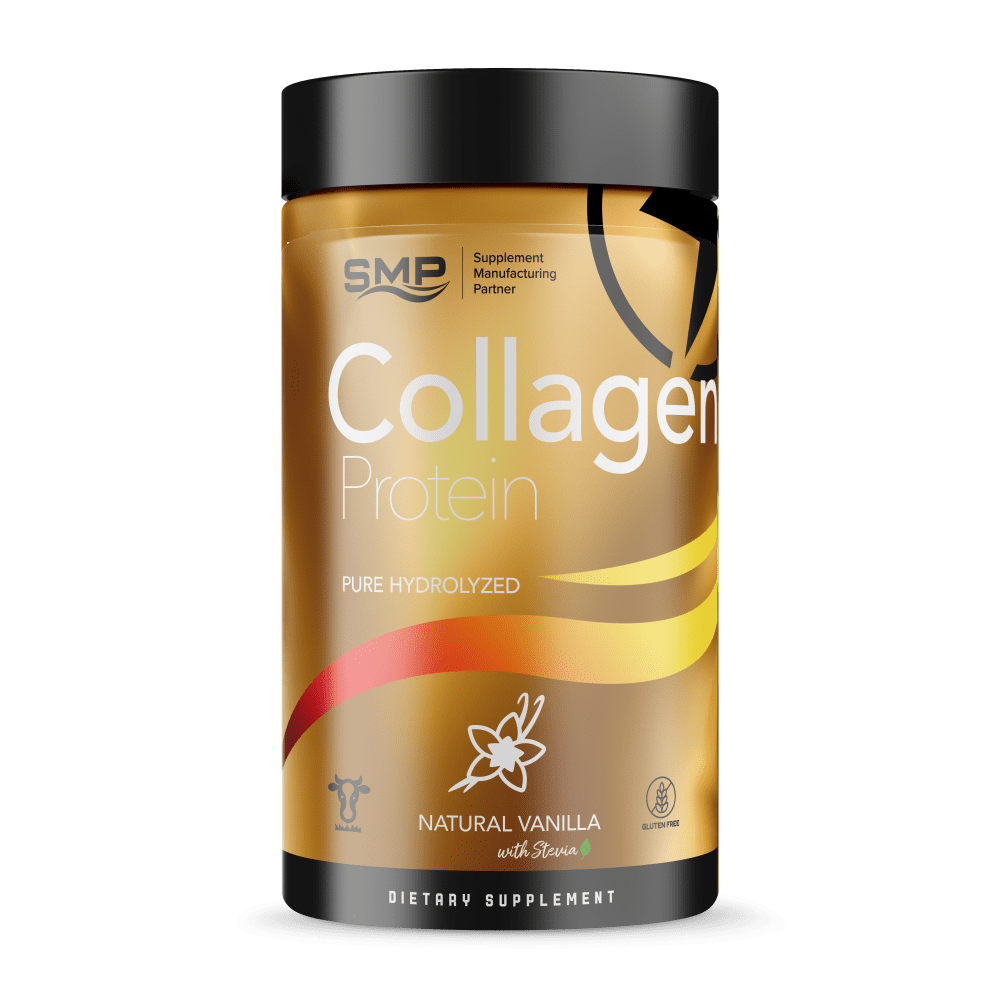 SMP
Supplement
Manufacturing
Partner
Collagen
Protein
PURE HYDROLYZED
NATURAL VANILLA
with Stevia
GLUTEN FREE
DIETARY SUPPLEMENT